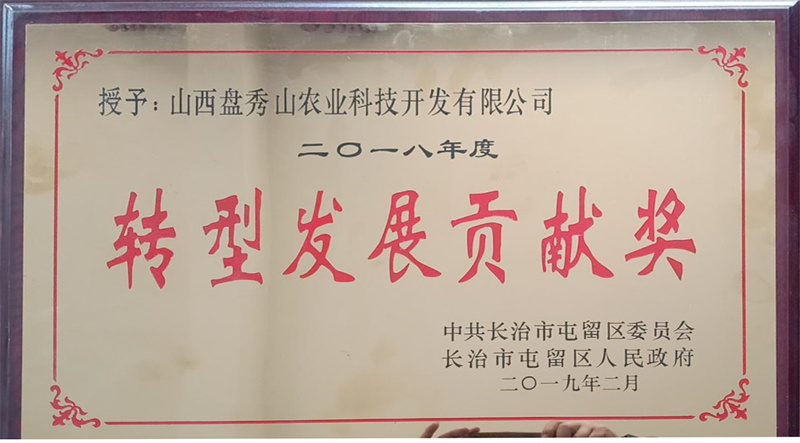 授予：山西盘秀山农业科技开发有限公司
二〇一八年度
转型发展贡献奖
中共长治市屯留区委员会
长治市屯留区人民政府
二〇一九年二月